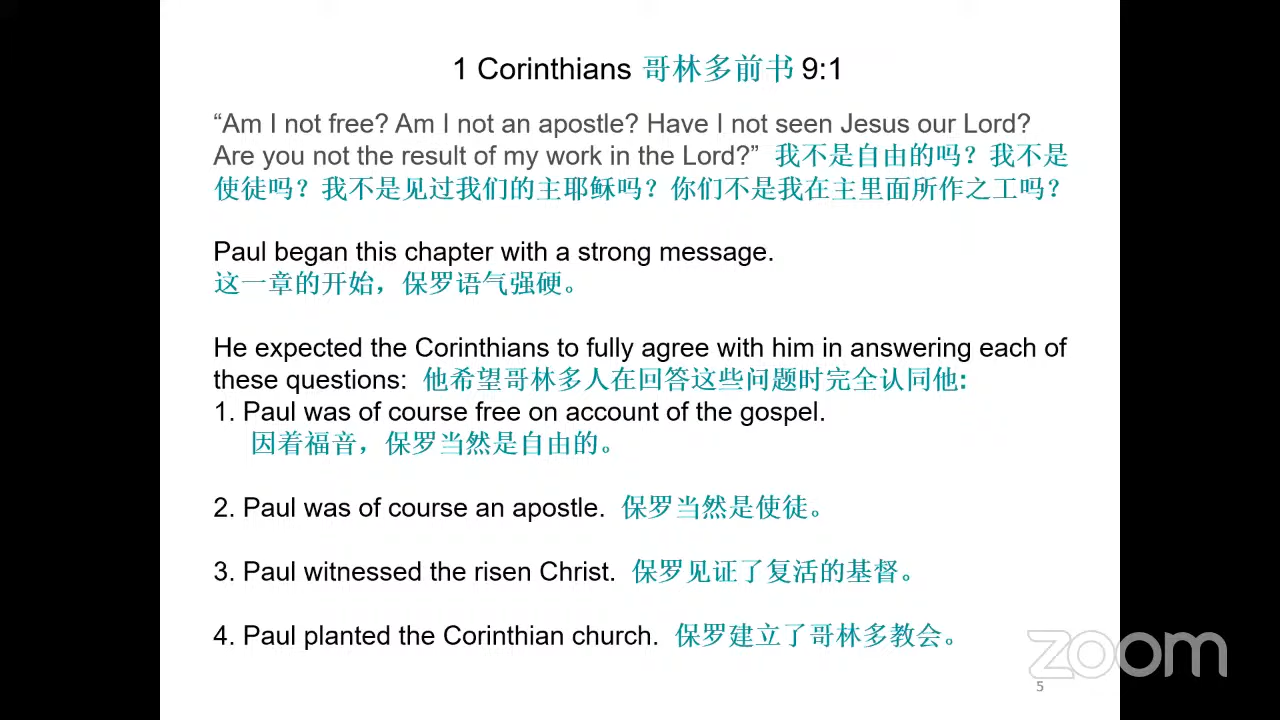 1 Corinthians 哥林多前书 9:1
“Am I not free? Am I not an apostle? Have I not seen Jesus our Lord?
Are you not the result of my work in the Lord?” 我不是自由的吗？我不是
使徒吗？我不是见过我们的主耶稣吗？你们不是我在主里面所作之工吗？
Paul began this chapter with a strong message.
这一章的开始，保罗语气强硬。
He expected the Corinthians to fully agree with him in answering each of
these questions: 他希望哥林多人在回答这些问题时完全认同他:
1. Paul was of course free on account of the gospel.
因着福音，保罗当然是自由的。
2. Paul was of course an apostle. 保罗当然是使徒。
3. Paul witnessed the risen Christ. 保罗见证了复活的基督。
4. Paul planted the Corinthian church. 保罗建立了哥林多教会。
zoom
5